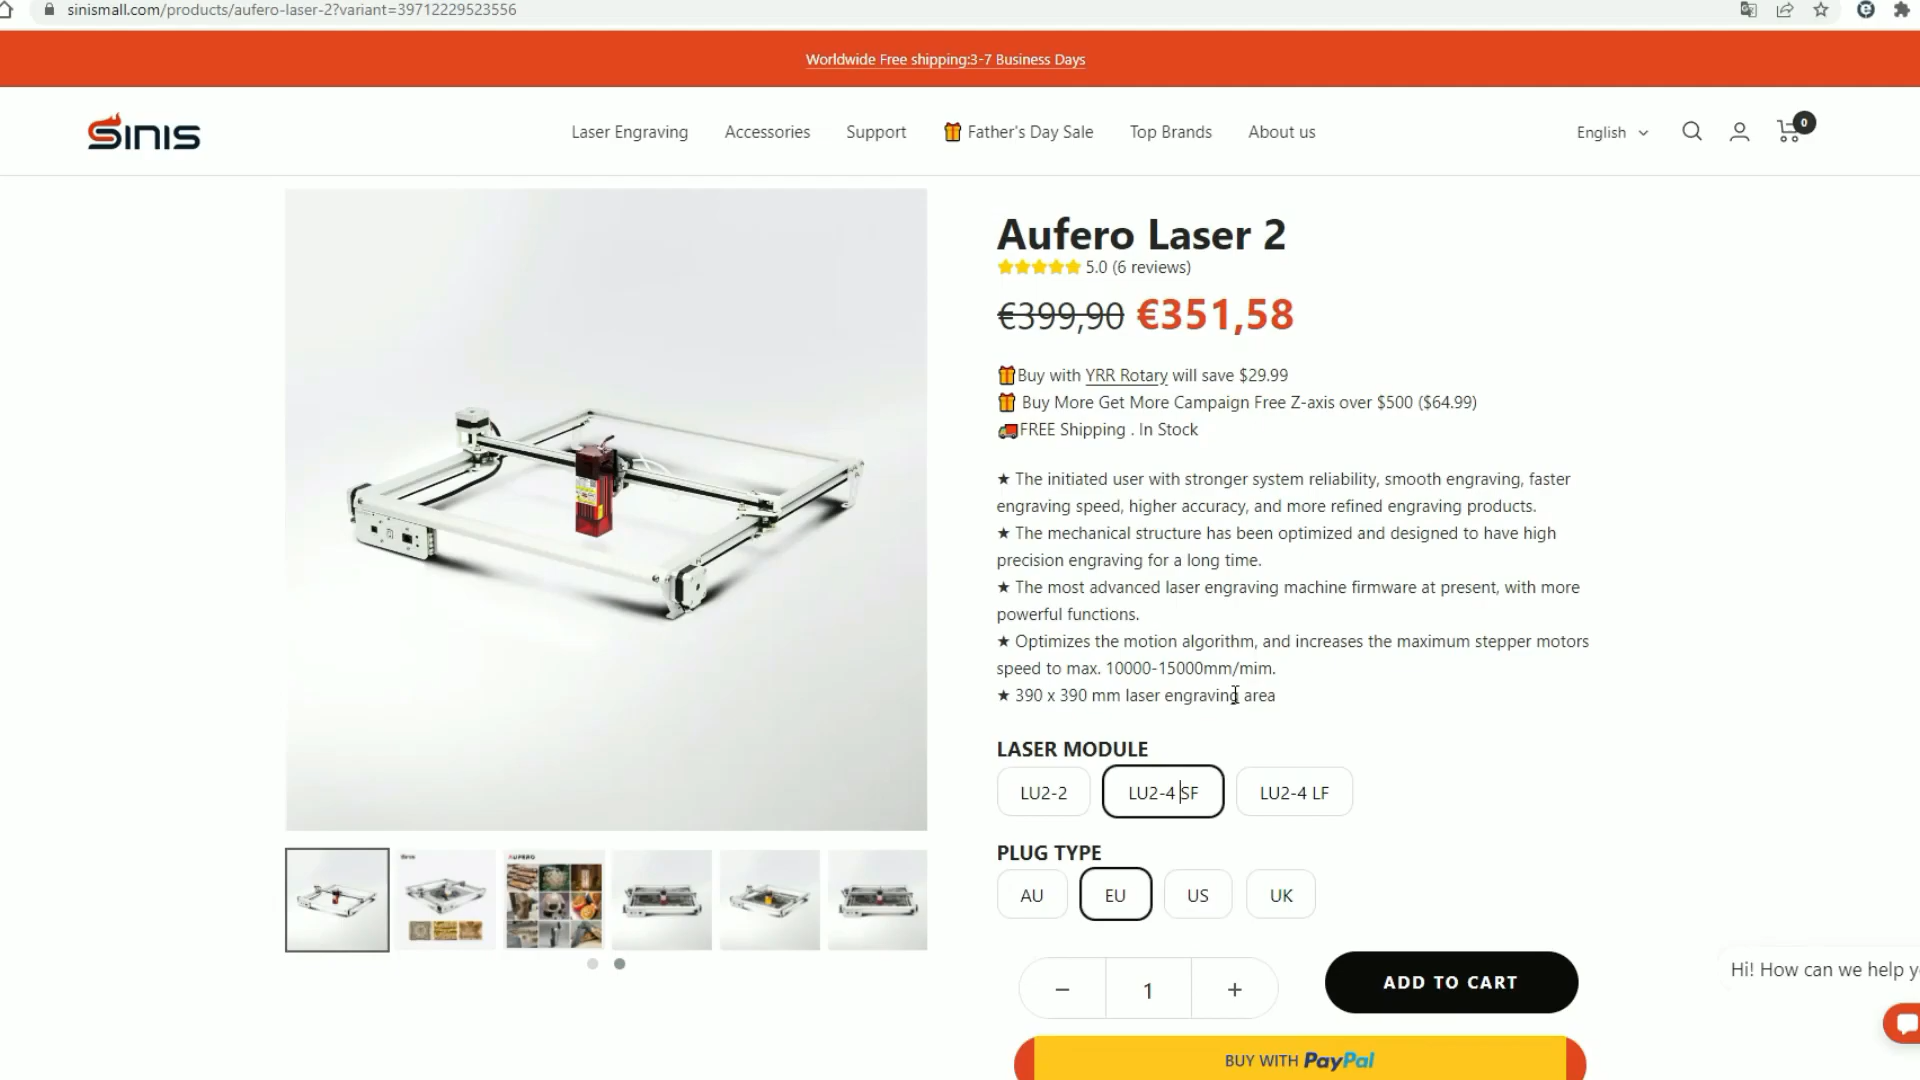 sinismall.com/products/aufero-laser-2?variant=39712229523556
Worldwide Free shipping:3-7 Business Days
SINIS
Laser Engraving
Accessories
Support
Father's Day Sale
Top Brands
About us
English
0
Aufero Laser 2
5.0 (6 reviews)
€399,90 €351,58
Buy with YRR Rotary will save $29.99
Buy More Get More Campaign Free Z-axis over $500 ($64.99)
FREE Shipping . In Stock
★ The initiated user with stronger system reliability, smooth engraving, faster
engraving speed, higher accuracy, and more refined engraving products.
★ The mechanical structure has been optimized and designed to have high
precision engraving for a long time.
★ The most advanced laser engraving machine firmware at present, with more
powerful functions.
★ Optimizes the motion algorithm, and increases the maximum stepper motors
speed to max. 10000-15000mm/mim.
★ 390 x 390 mm laser engraving area
LASER MODULE
LU2-2
LU2-4 SF
LU2-4 LF
PLUG TYPE
AU
EU
US
UK
− 1 +
ADD TO CART
BUY WITH PayPal
Hi! How can we help y
AUFERO